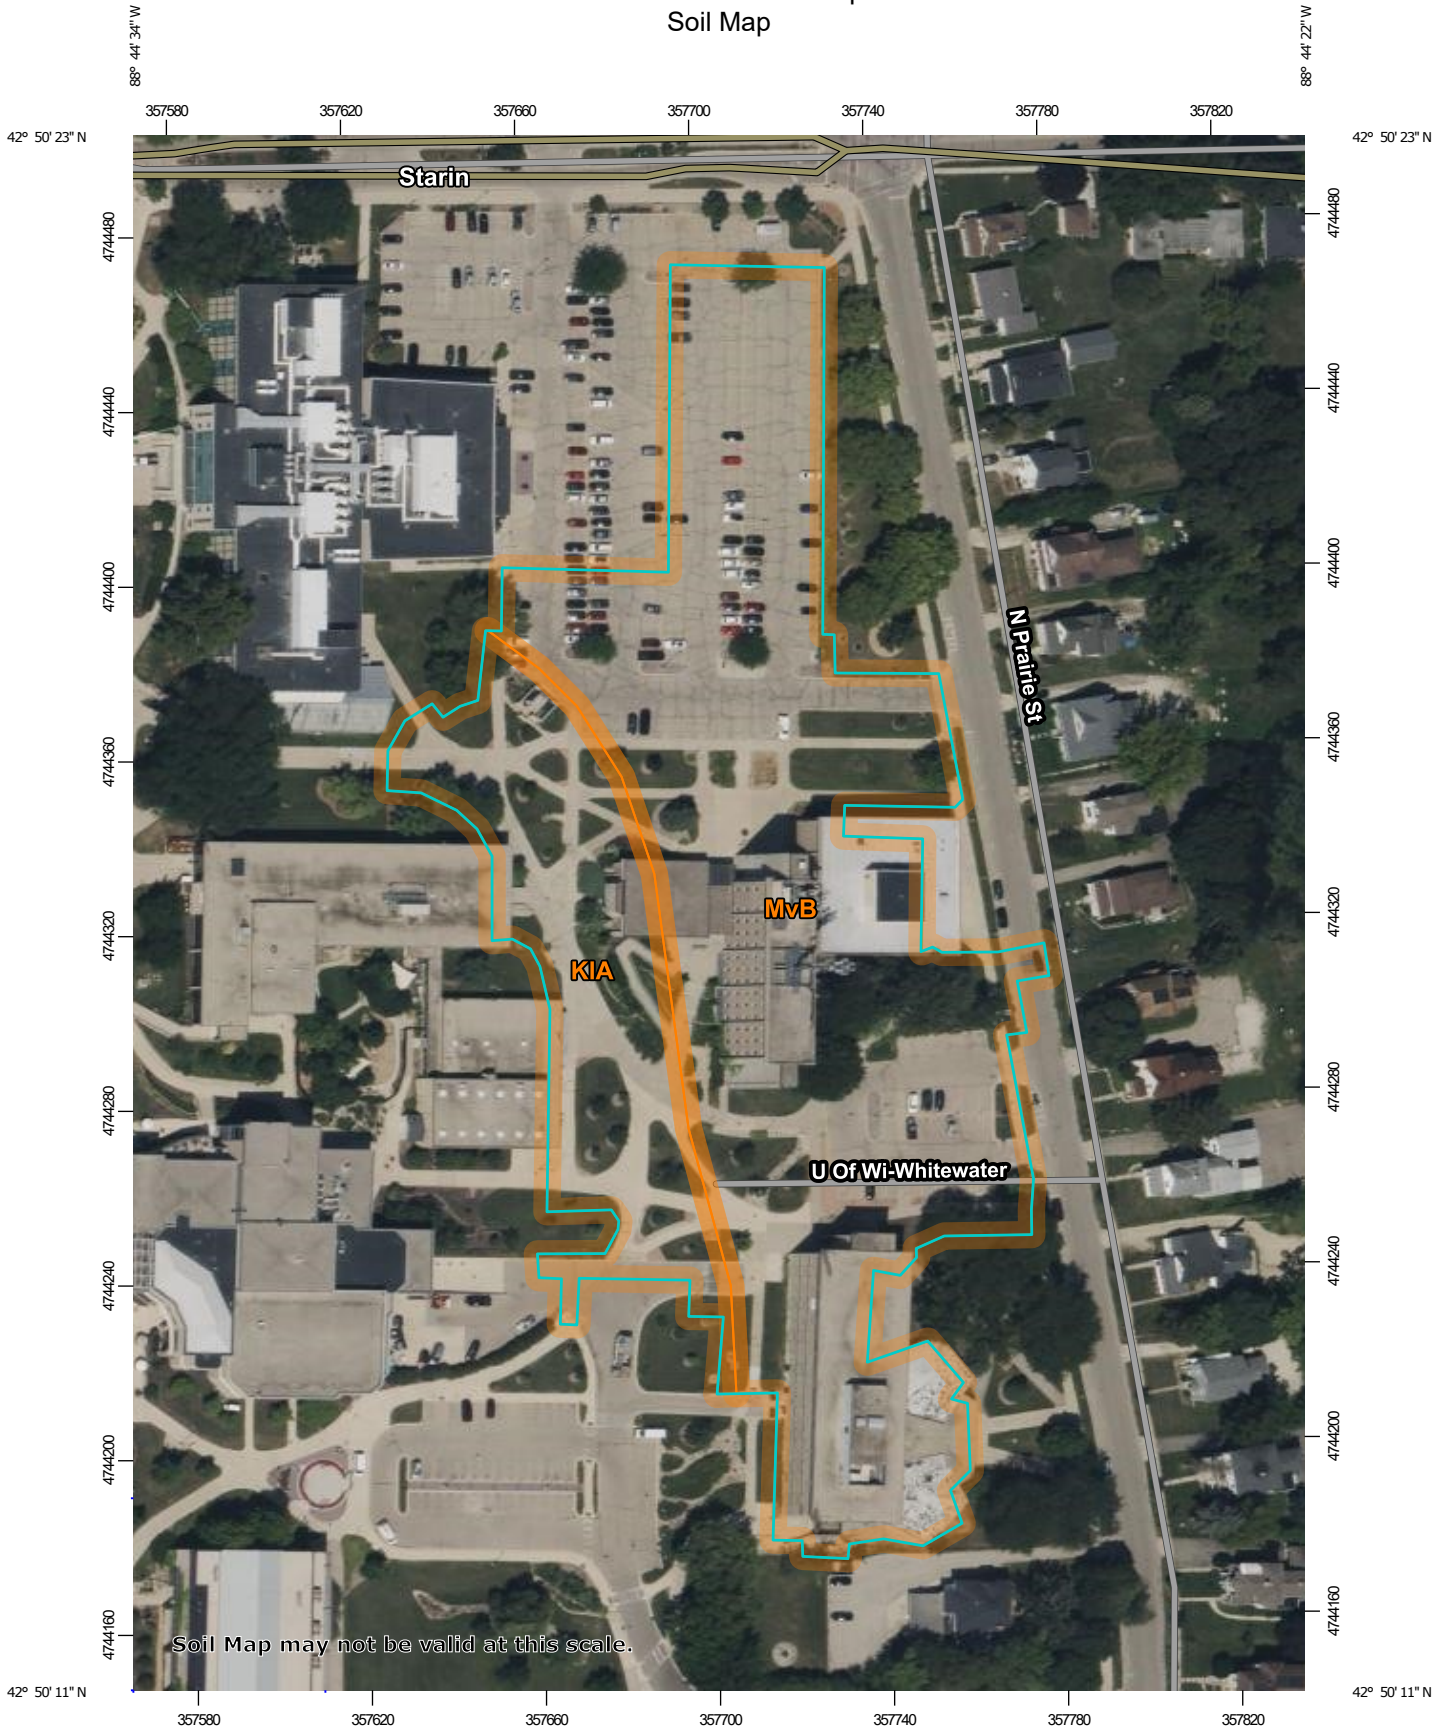 Soil Map
88° 44' 34'' W
88° 44' 22'' W
357580 357620 357660 357700 357740 357780 357820
42° 50' 23'' N
42° 50' 23'' N
Starin
4744480
4744480
4744440
4744440
4744400
4744400
N Prairie St
4744360
4744360
MvB
4744320
4744320
KlA
4744280
4744280
U Of Wi-Whitewater
4744240
4744240
4744200
4744200
4744160
4744160
Soil Map may not be valid at this scale.
42° 50' 11'' N
42° 50' 11'' N
357580 357620 357660 357700 357740 357780 357820